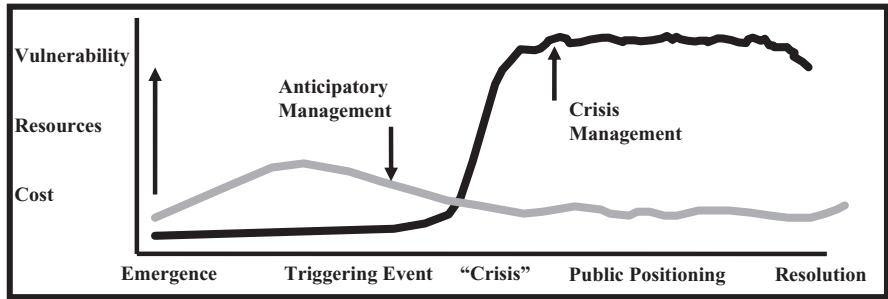 Vulnerability
Anticipatory
Management
Crisis
Management
Resources
Cost
Emergence Triggering Event “Crisis” Public Positioning Resolution